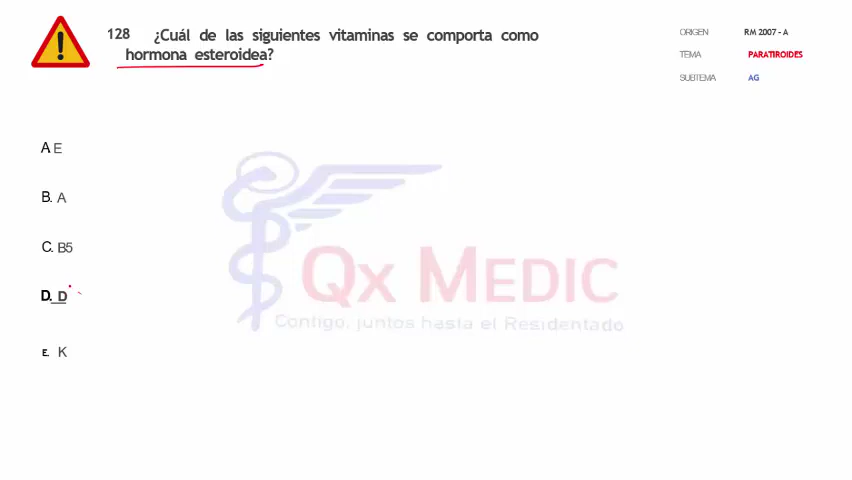 128 ¿Cuál de las siguientes vitaminas se comporta como
hormona esteroidea?
ORIGEN RM 2007 - A
TEMA PARATIROIDES
SUBTEMA AG
A E
B. A
C. B5
D. D
E. K
Qx MEDIC
Contigo, juntos hasta el Residentado